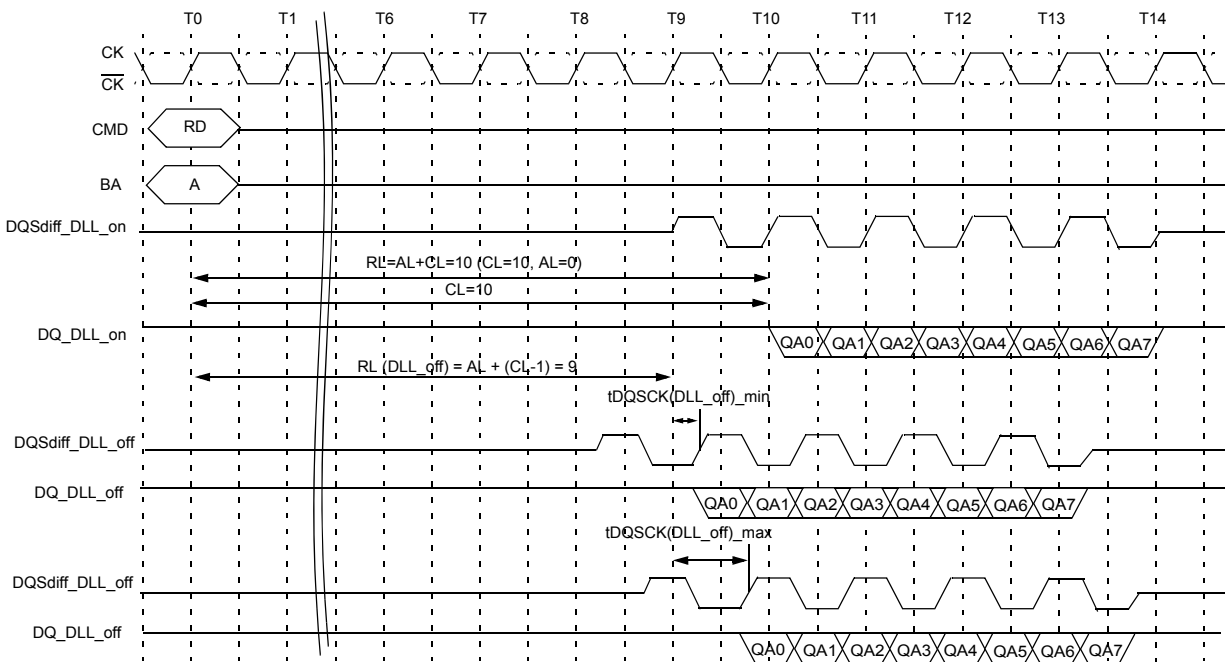 T0 T1 T6 T7 T8 T9 T10 T11 T12 T13 T14
CK
CK
CMD RD
BA A
DQSdiff_DLL_on
RL=AL+CL=10 (CL=10, AL=0)
CL=10
DQ_DLL_on QA0 QA1 QA2 QA3 QA4 QA5 QA6 QA7
RL (DLL_off) = AL + (CL-1) = 9
tDQSCK(DLL_off)_min
DQSdiff_DLL_off
DQ_DLL_off QA0 QA1 QA2 QA3 QA4 QA5 QA6 QA7
tDQSCK(DLL_off)_max
DQSdiff_DLL_off
DQ_DLL_off QA0 QA1 QA2 QA3 QA4 QA5 QA6 QA7